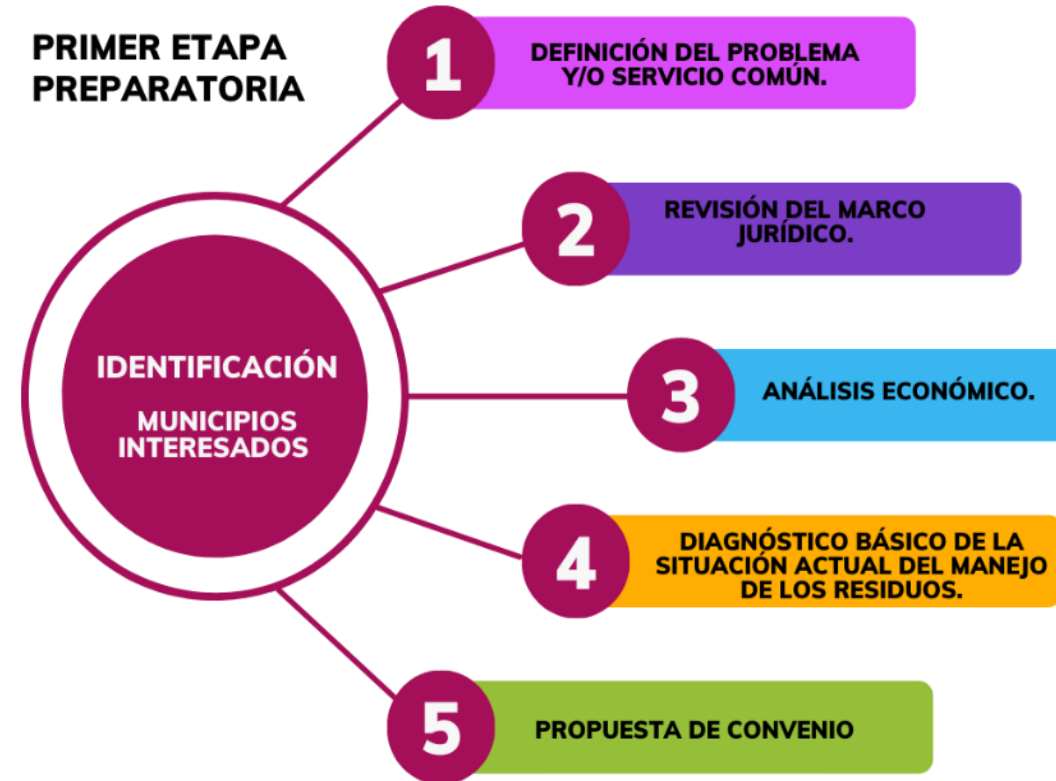 PRIMER ETAPA
PREPARATORIA
1
DEFINICIÓN DEL PROBLEMA
Y/O SERVICIO COMÚN.
2
REVISIÓN DEL MARCO
JURÍDICO.
IDENTIFICACIÓN
MUNICIPIOS
INTERESADOS
3
ANÁLISIS ECONÓMICO.
4
DIAGNÓSTICO BÁSICO DE LA
SITUACIÓN ACTUAL DEL MANEJO
DE LOS RESIDUOS.
5
PROPUESTA DE CONVENIO